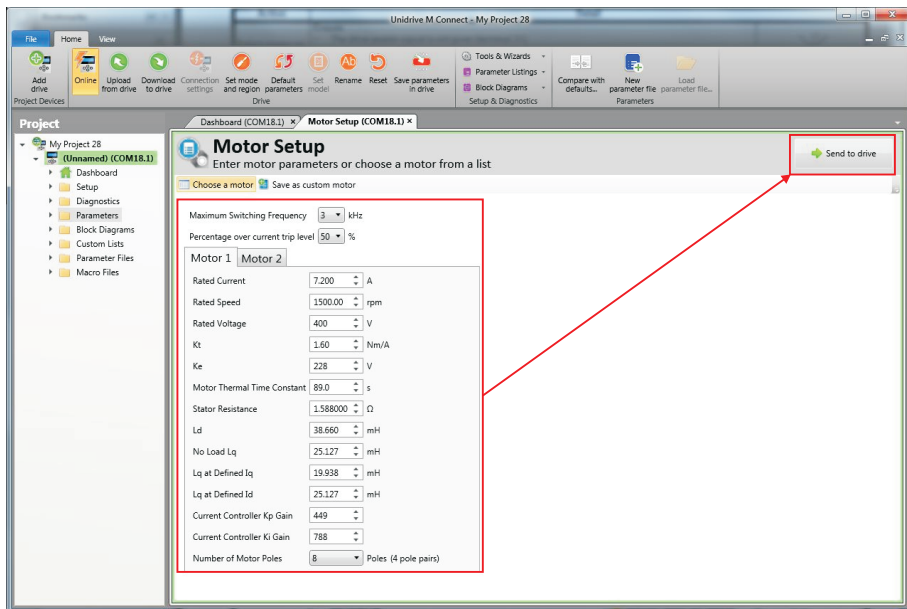 Unidrive M Connect - My Project 28
File Home View
Add drive
Project Devices
Online
Upload from drive
Download to drive
Connection settings
Set mode and region
Default parameters
Set model
Rename
Reset
Save parameters in drive
Drive
Tools & Wizards
Parameter Listings
Block Diagrams
Setup & Diagnostics
Compare with defaults...
New parameter file
Load parameter file...
Parameters
Project
Dashboard (COM18.1) × Motor Setup (COM18.1) ×
My Project 28
(Unnamed) (COM18.1)
Dashboard
Setup
Diagnostics
Parameters
Block Diagrams
Custom Lists
Parameter Files
Macro Files
Motor Setup
Enter motor parameters or choose a motor from a list
Send to drive
Choose a motor Save as custom motor
Maximum Switching Frequency 3 kHz
Percentage over current trip level 50 %
Motor 1 Motor 2
Rated Current 7.200 A
Rated Speed 1500.00 rpm
Rated Voltage 400 V
Kt 1.60 Nm/A
Ke 228 V
Motor Thermal Time Constant 89.0 s
Stator Resistance 1.588000 Ω
Ld 38.660 mH
No Load Lq 25.127 mH
Lq at Defined Iq 19.938 mH
Lq at Defined Id 25.127 mH
Current Controller Kp Gain 449
Current Controller Ki Gain 788
Number of Motor Poles 8 Poles (4 pole pairs)